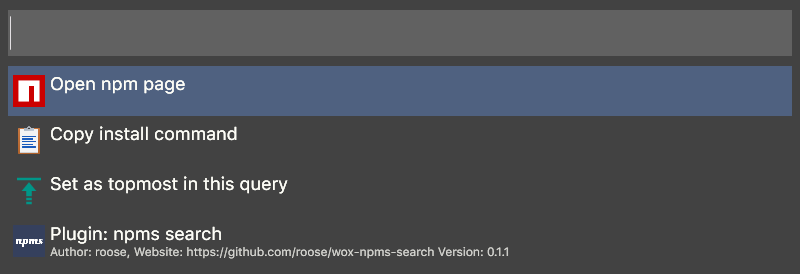 Open npm page
Copy install command
Set as topmost in this query
npms
Plugin: npms search
Author: roose, Website: https://github.com/roose/wox-npms-search Version: 0.1.1